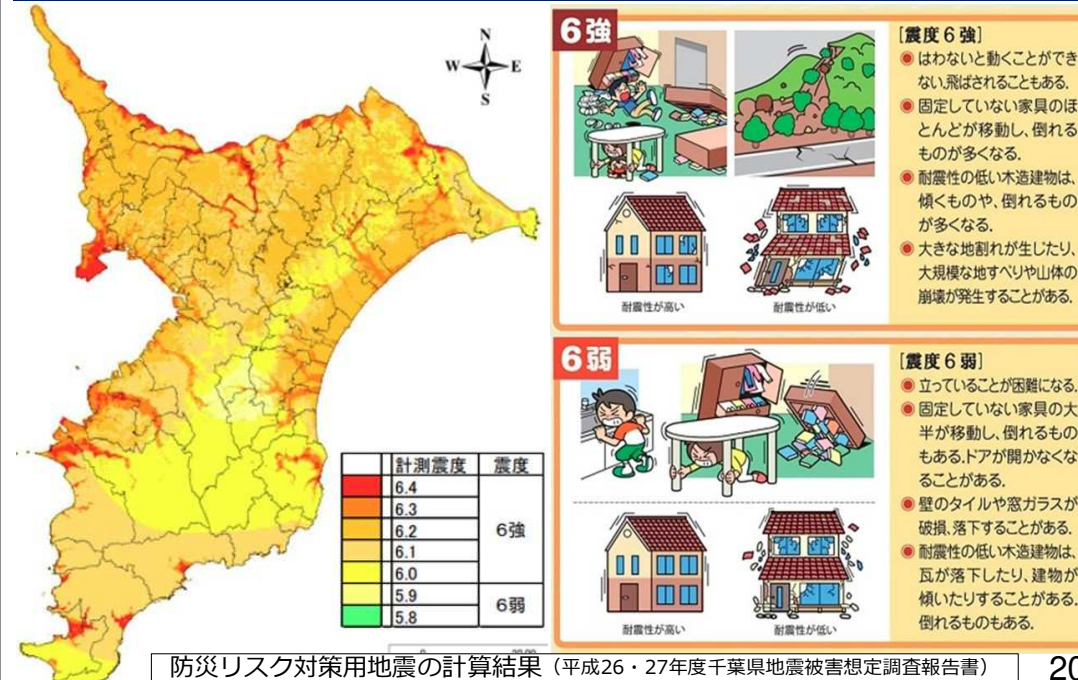 N
W E
S
計測震度 震度
6.4
6.3
6.2
6.1
6.0
6強
5.9
5.8
6弱
6強
耐震性が高い
耐震性が低い
[震度6強]
はわないと動くことができ
ない。飛ばされることもある。
固定していない家具のほ
とんどが移動し、倒れる
ものが多くなる。
耐震性の低い木造建物は、
傾くものや、倒れるもの
が多くなる。
大きな地割れが生じたり、
大規模な地すべりや山体の
崩壊が発生することがある。
6弱
耐震性が高い
耐震性が低い
[震度6弱]
立っていることが困難になる。
固定していない家具の大
半が移動し、倒れるもの
もある。ドアが開かなくな
ることがある。
壁のタイルや窓ガラスが
破損、落下することがある。
耐震性の低い木造建物は、
瓦が落下したり、建物が
傾いたりすることがある。
倒れるものもある。
防災リスク対策用地震の計算結果（平成26・27年度千葉県地震被害想定調査報告書）
20